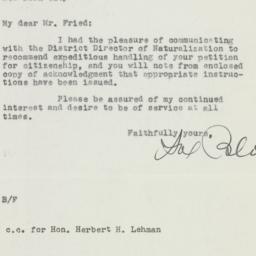 My dear Mr. Fried:
I had the pleasure of communicating
with the District Director of Naturalization to
recommend expeditious handling of your petition
for citizenship, and you will note from enclosed
copy of acknowledgment that appropriate instruc-
tions have been issued.
Please be assured of my continued
interest and desire to be of service at all
times.
Faithfully yours,
B/F
c.c. for Hon. Herbert H. Lehman